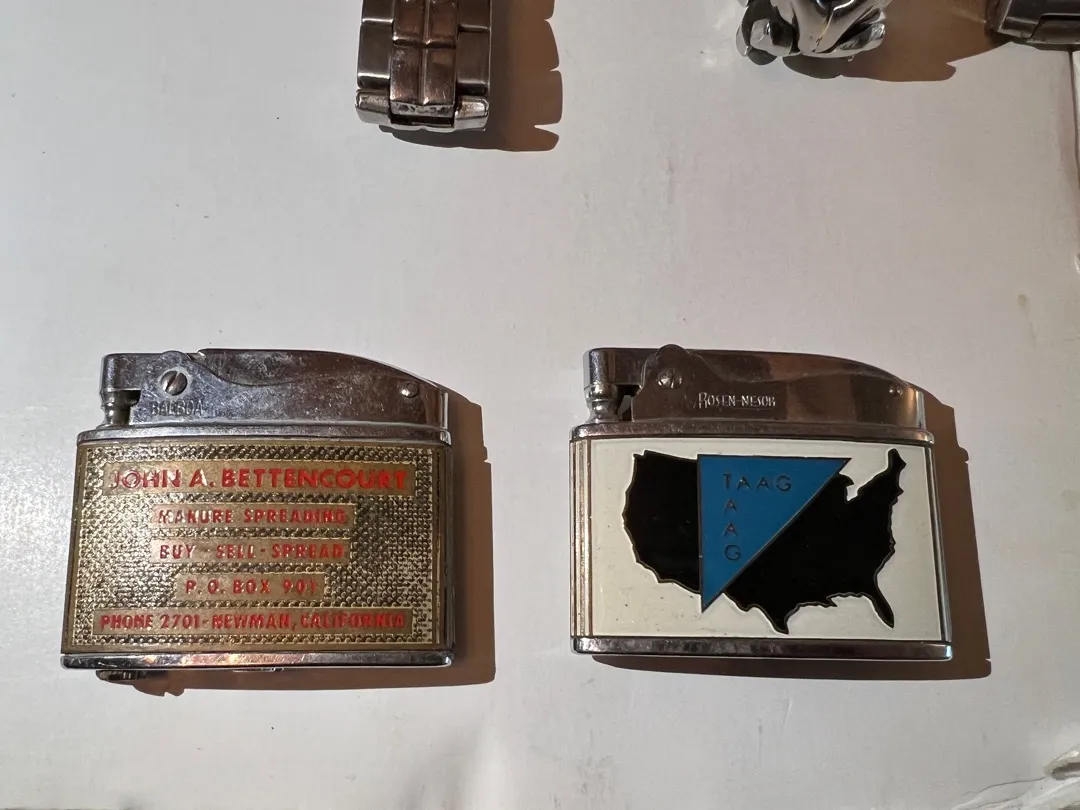 BALBOA
JOHN A. BETTENCOURT
MANURE SPREADING
BUY - SELL - SPREAD
P.O. BOX 901
PHONE 2701 - NEWMAN, CALIFORNIA
ROSEN-NESOR
TAAG
TAAG